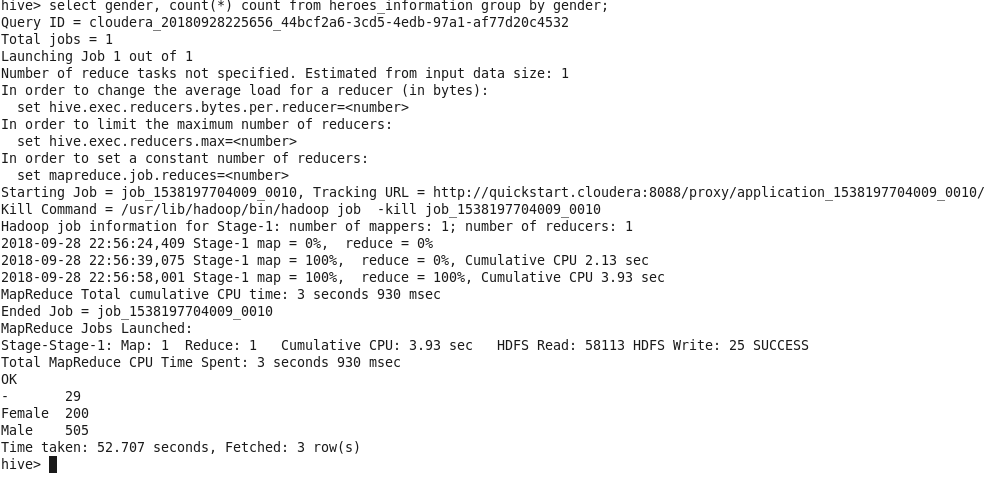 hive> select gender, count(*) count from heroes_information group by gender;
Query ID = cloudera_20180928225656_44bcf2a6-3cd5-4edb-97a1-af77d20c4532
Total jobs = 1
Launching Job 1 out of 1
Number of reduce tasks not specified. Estimated from input data size: 1
In order to change the average load for a reducer (in bytes):
  set hive.exec.reducers.bytes.per.reducer=<number>
In order to limit the maximum number of reducers:
  set hive.exec.reducers.max=<number>
In order to set a constant number of reducers:
  set mapreduce.job.reduces=<number>
Starting Job = job_1538197704009_0010, Tracking URL = http://quickstart.cloudera:8088/proxy/application_1538197704009_0010/
Kill Command = /usr/lib/hadoop/bin/hadoop job  -kill job_1538197704009_0010
Hadoop job information for Stage-1: number of mappers: 1; number of reducers: 1
2018-09-28 22:56:24,409 Stage-1 map = 0%,  reduce = 0%
2018-09-28 22:56:39,075 Stage-1 map = 100%,  reduce = 0%, Cumulative CPU 2.13 sec
2018-09-28 22:56:58,001 Stage-1 map = 100%,  reduce = 100%, Cumulative CPU 3.93 sec
MapReduce Total cumulative CPU time: 3 seconds 930 msec
Ended Job = job_1538197704009_0010
MapReduce Jobs Launched:
Stage-Stage-1: Map: 1  Reduce: 1   Cumulative CPU: 3.93 sec   HDFS Read: 58113 HDFS Write: 25 SUCCESS
Total MapReduce CPU Time Spent: 3 seconds 930 msec
OK
-       29
Female  200
Male    505
Time taken: 52.707 seconds, Fetched: 3 row(s)
hive>